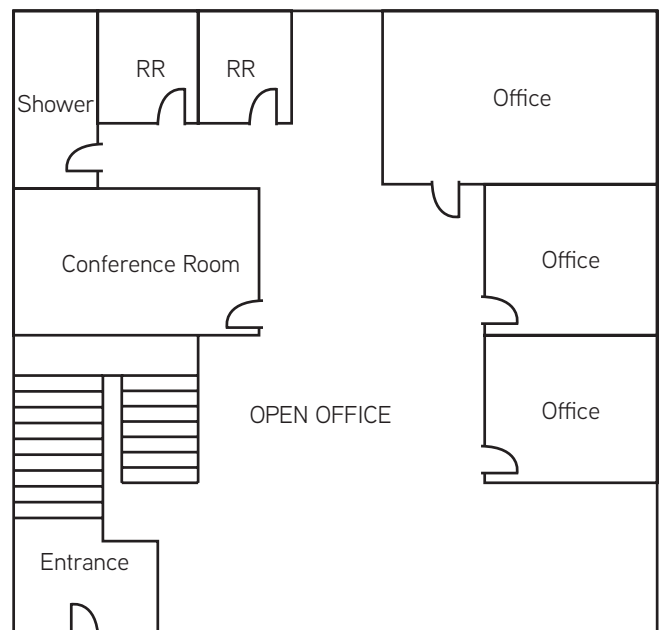 RR
RR
Shower
Office
Conference Room
Office
OPEN OFFICE
Office
Entrance